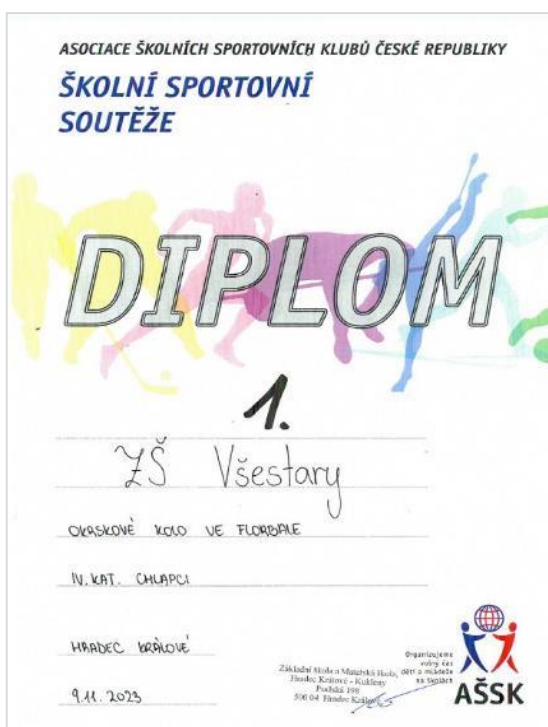 ASOCIACE ŠKOLNÍCH SPORTOVNÍCH KLUBŮ ČESKÉ REPUBLIKY
ŠKOLNÍ SPORTOVNÍ
SOUTĚŽE
DIPLOM
1.
ZŠ Všestary
OKRSKOVÉ KOLO VE FLORBALE
IV. KAT. CHLAPCI
HRADEC KRÁLOVÉ
9.11. 2023
Základní škola a Mateřská škola,
Hradec Králové - Kukleny
Pražská 198
500 04 Hradec Králové
Organizujeme
volný čas
dětí a mládeže
na školách
AŠSK